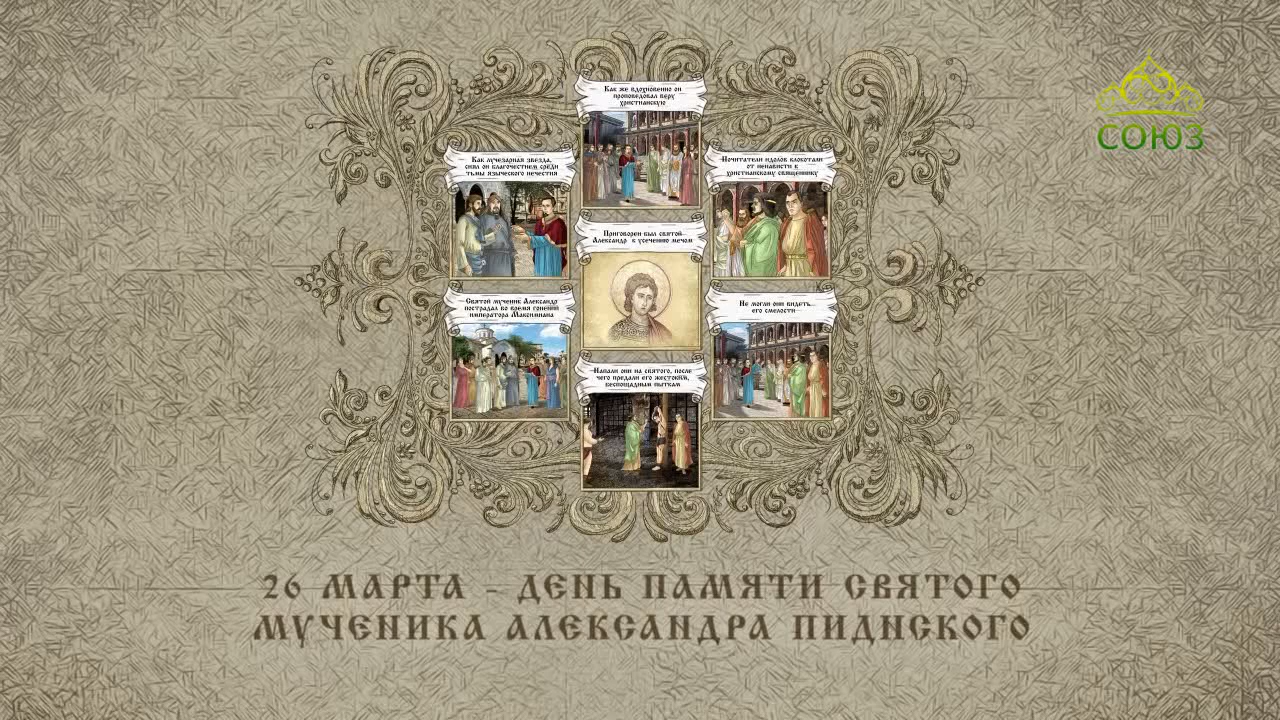 СОЮЗ
Как же вдохновенно он
проповедовал веру
христианскую
Как лучезарная звезда,
сиял он благочестием среди
тьмы языческого нечестия
Почитатели идолов клокотали
от ненависти к
христианскому священнику
Приговорен был святой
Александр к усечению мечом
Святой мученик Александр
пострадал во время гонений
императора Максимиана
Не могли они видеть
его смелости
Напали они на святого, после
чего предали его жестоким,
беспощадным пыткам
26 МАРТА - ДЕНЬ ПАМЯТИ СВЯТОГО
МУЧЕНИКА АЛЕКСАНДРА ПИДНСКОГО